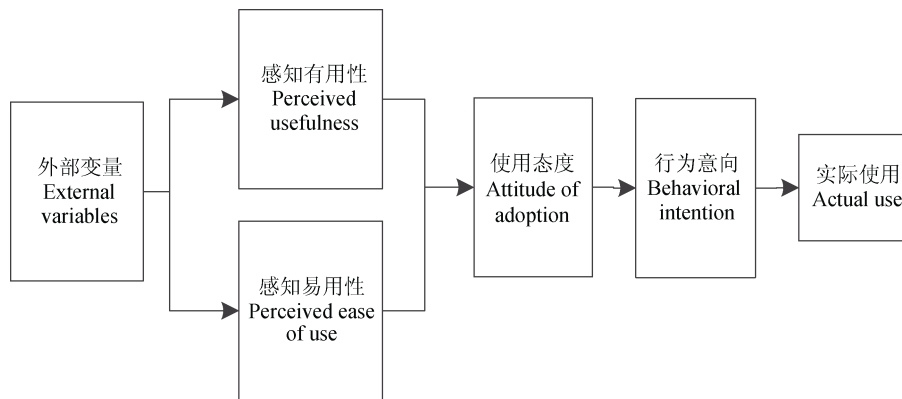 外部变量
External
variables
感知有用性
Perceived
usefulness
感知易用性
Perceived ease
of use
使用态度
Attitude of
adoption
行为意向
Behavioral
intention
实际使用
Actual use